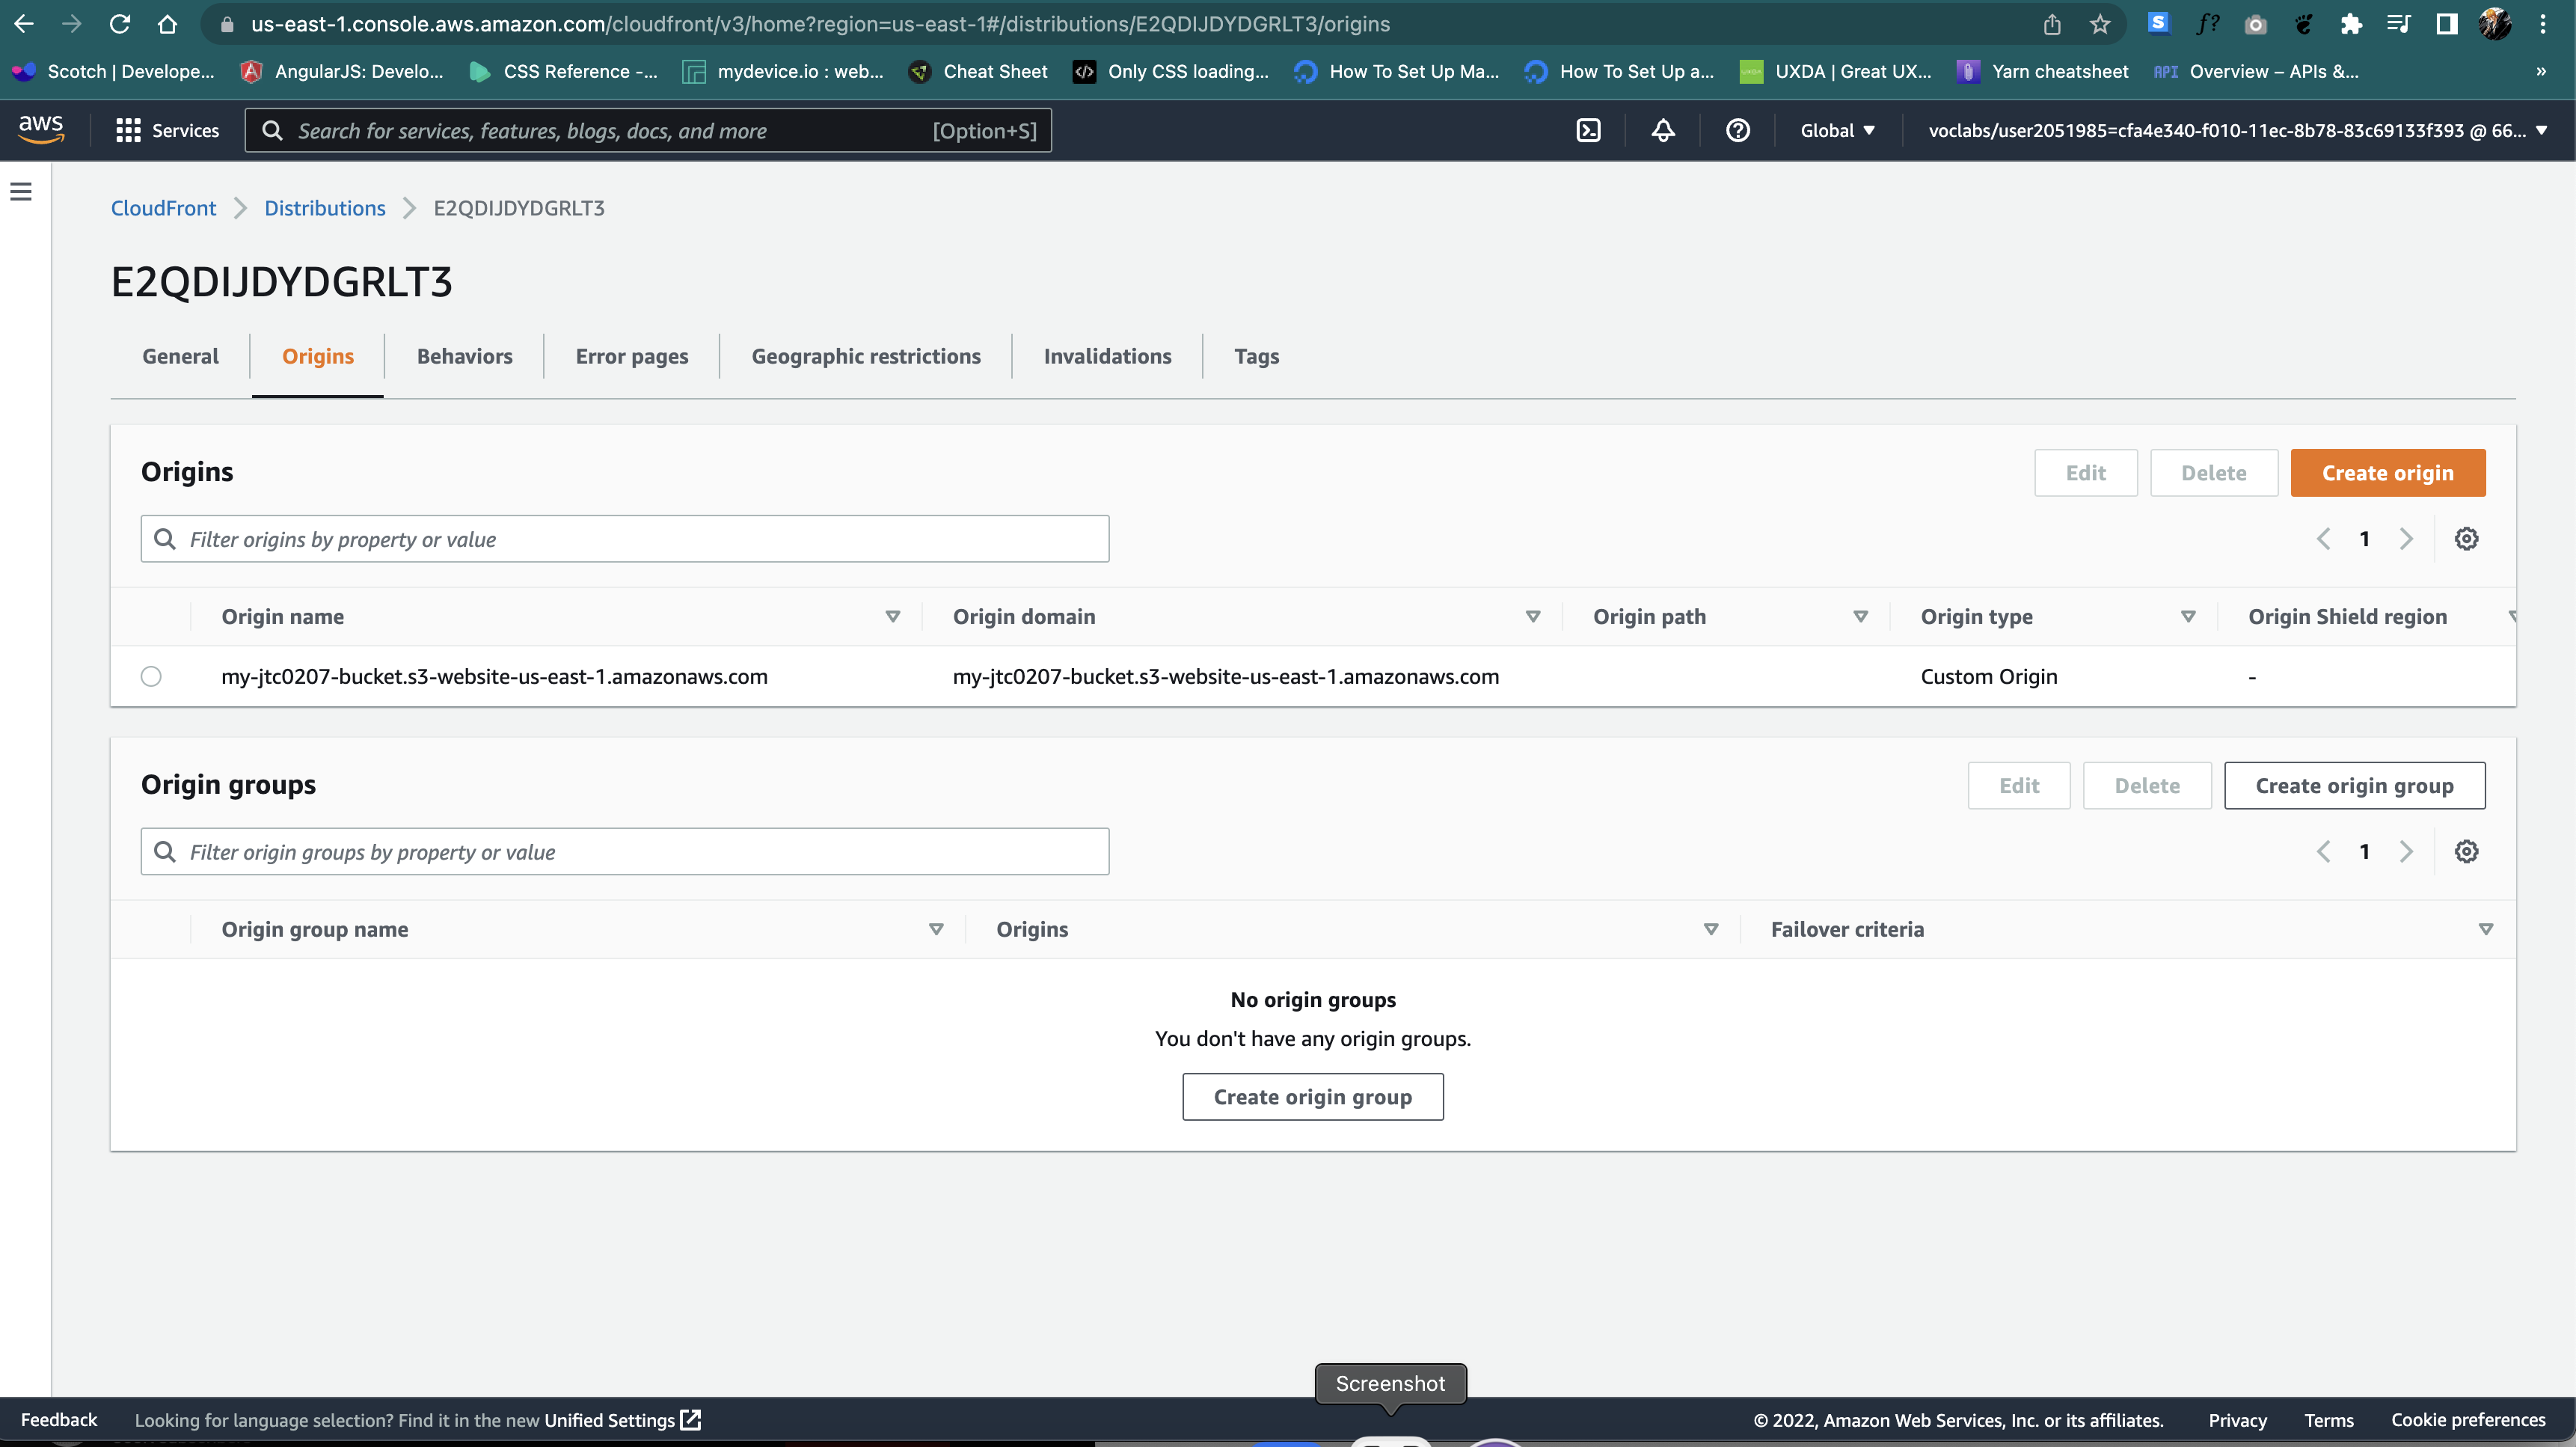 us-east-1.console.aws.amazon.com/cloudfront/v3/home?region=us-east-1#/distributions/E2QDIJDYDGRLT3/origins
S f?
Scotch | Develope... AngularJS: Develo... CSS Reference -... mydevice.io : web... Cheat Sheet Only CSS loading... How To Set Up Ma... How To Set Up a... UXDA | Great UX... Yarn cheatsheet API Overview – APIs &... »
aws Services Search for services, features, blogs, docs, and more [Option+S] Global voclabs/user2051985=cfa4e340-f010-11ec-8b78-83c69133f393 @ 66...
CloudFront Distributions E2QDIJDYDGRLT3
E2QDIJDYDGRLT3
General Origins Behaviors Error pages Geographic restrictions Invalidations Tags
Origins Edit Delete Create origin
Filter origins by property or value 1
Origin name Origin domain Origin path Origin type Origin Shield region
my-jtc0207-bucket.s3-website-us-east-1.amazonaws.com my-jtc0207-bucket.s3-website-us-east-1.amazonaws.com Custom Origin -
Origin groups Edit Delete Create origin group
Filter origin groups by property or value 1
Origin group name Origins Failover criteria
No origin groups
You don't have any origin groups.
Create origin group
Screenshot
Feedback Looking for language selection? Find it in the new Unified Settings © 2022, Amazon Web Services, Inc. or its affiliates. Privacy Terms Cookie preferences